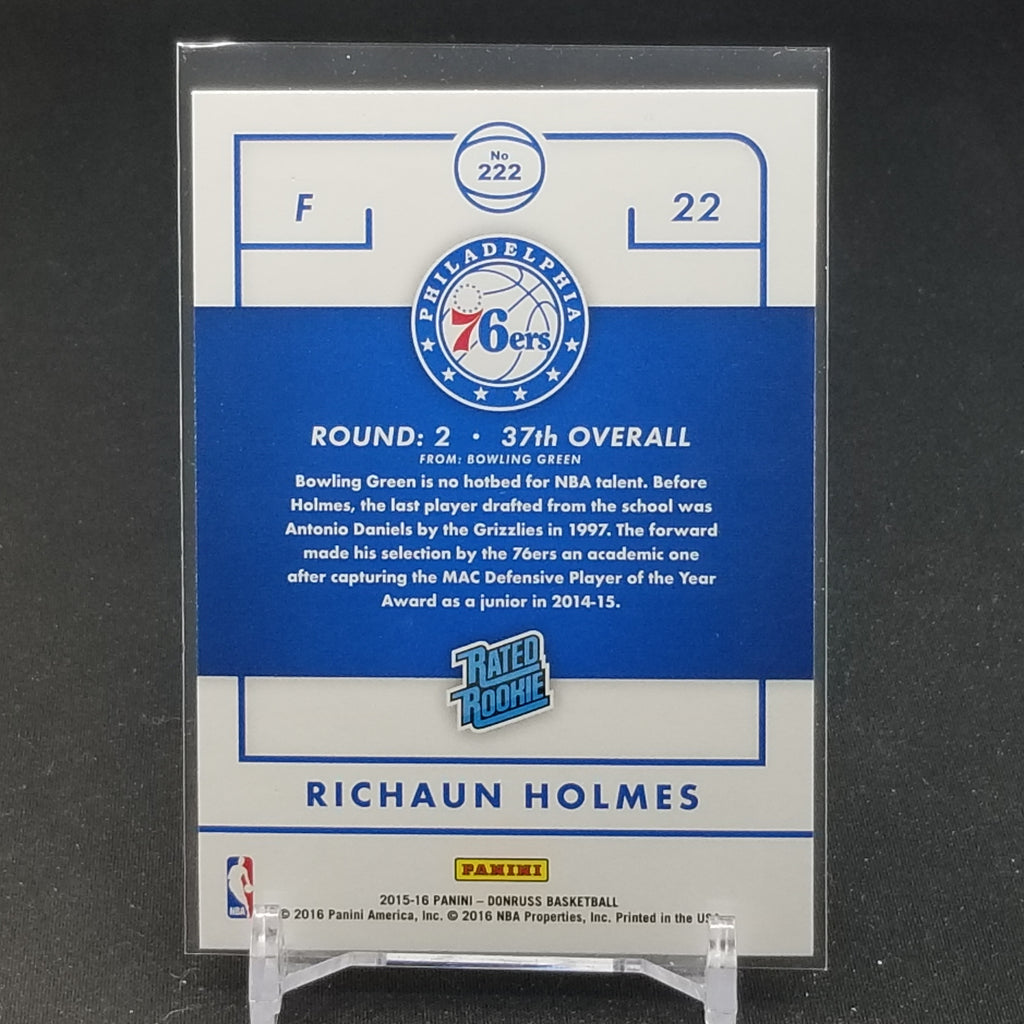 No
222
F
22
PHILADELPHIA
76ers
ROUND: 2 • 37th OVERALL
FROM: BOWLING GREEN
Bowling Green is no hotbed for NBA talent. Before
Holmes, the last player drafted from the school was
Antonio Daniels by the Grizzlies in 1997. The forward
made his selection by the 76ers an academic one
after capturing the MAC Defensive Player of the Year
Award as a junior in 2014-15.
RATED
ROOKIE
RICHAUN HOLMES
NBA
PANINI
2015-16 PANINI – DONRUSS BASKETBALL
© 2016 Panini America, Inc. © 2016 NBA Properties, Inc. Printed in the